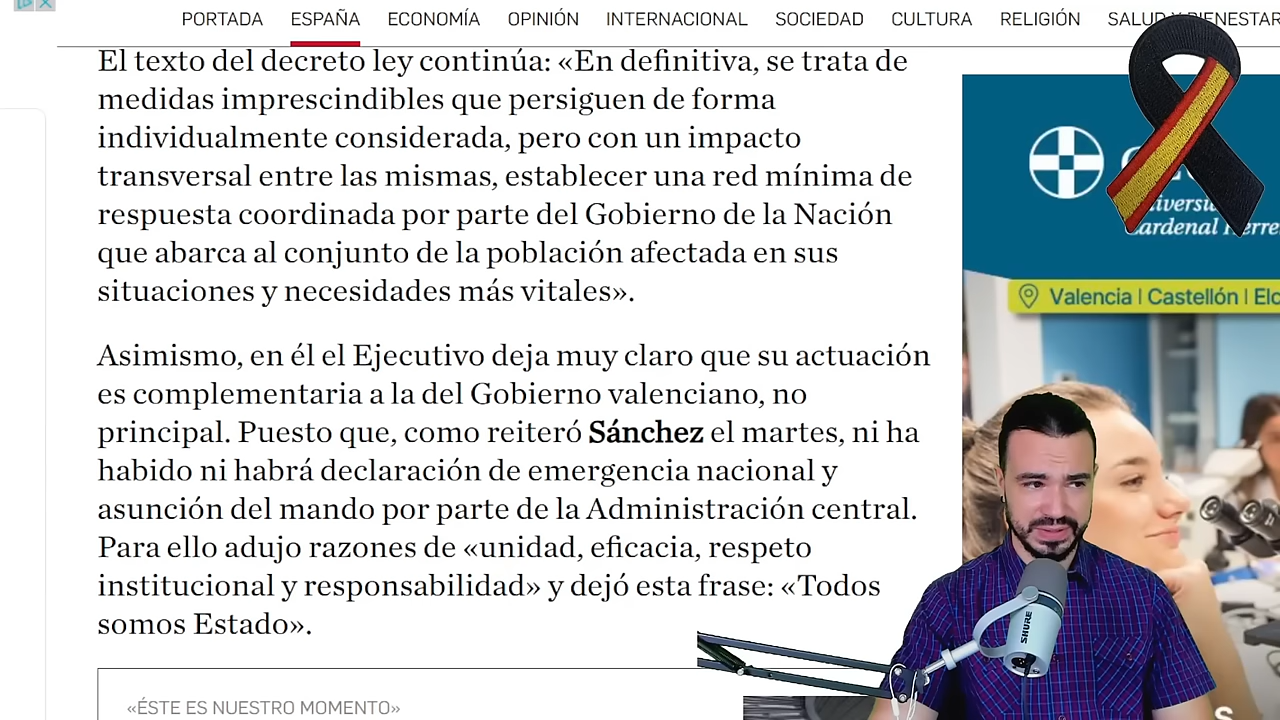 PORTADA ESPAÑA ECONOMÍA OPINIÓN INTERNACIONAL SOCIEDAD CULTURA RELIGIÓN SALUD Y BIENESTAR
El texto del decreto ley continúa: «En definitiva, se trata de
medidas imprescindibles que persiguen de forma
individualmente considerada, pero con un impacto
transversal entre las mismas, establecer una red mínima de
respuesta coordinada por parte del Gobierno de la Nación
que abarca al conjunto de la población afectada en sus
situaciones y necesidades más vitales».
Asimismo, en él el Ejecutivo deja muy claro que su actuación
es complementaria a la del Gobierno valenciano, no
principal. Puesto que, como reiteró Sánchez el martes, ni ha
habido ni habrá declaración de emergencia nacional y
asunción del mando por parte de la Administración central.
Para ello adujo razones de «unidad, eficacia, respeto
institucional y responsabilidad» y dejó esta frase: «Todos
somos Estado».
«ÉSTE ES NUESTRO MOMENTO»
Valencia | Castellón |
SHURE